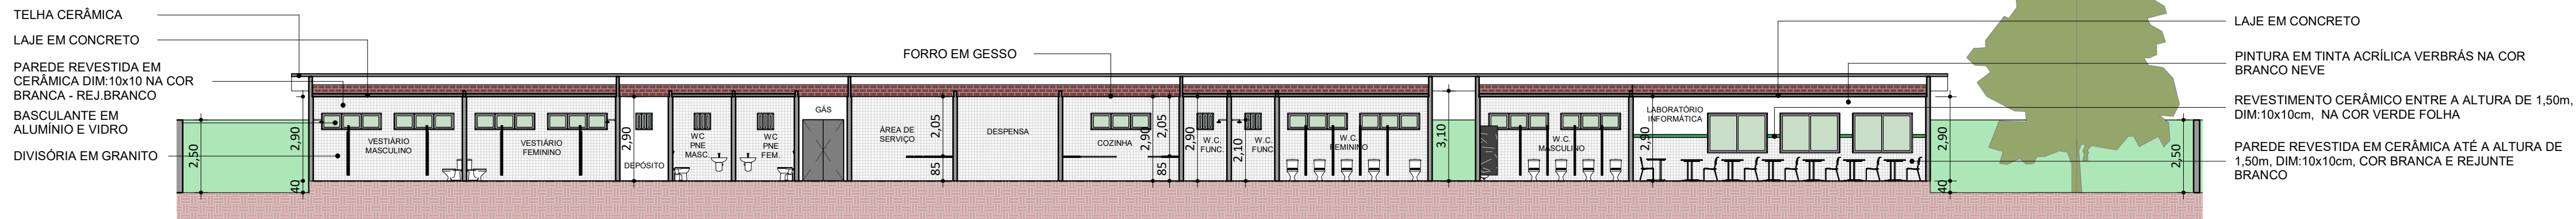 TELHA CERÂMICA
LAJE EM CONCRETO
PAREDE REVESTIDA EM
CERÂMICA DIM:10x10 NA COR
BRANCA - REJ.BRANCO
BASCULANTE EM
ALUMÍNIO E VIDRO
DIVISÓRIA EM GRANITO
2,50
2,90
40
VESTIÁRIO
MASCULINO
VESTIÁRIO
FEMININO
2,90
DEPÓSITO
WC
PNE
MASC.
WC
PNE
FEM.
GÁS
FORRO EM GESSO
ÁREA DE
SERVIÇO
2,05
85
DESPENSA
COZINHA
2,90
2,05
85
2,90
W.C.
FUNC.
2,10
W.C.
FUNC
W.C.
FEMININO
3,10
W.C.
MASCULINO
2,90
LABORATÓRIO
INFORMÁTICA
2,90
40
2,50
LAJE EM CONCRETO
PINTURA EM TINTA ACRÍLICA VERBRÁS NA COR
BRANCO NEVE
REVESTIMENTO CERÂMICO ENTRE A ALTURA DE 1,50m,
DIM:10x10cm, NA COR VERDE FOLHA
PAREDE REVESTIDA EM CERÂMICA ATÉ A ALTURA DE
1,50m, DIM:10x10cm, COR BRANCA E REJUNTE
BRANCO